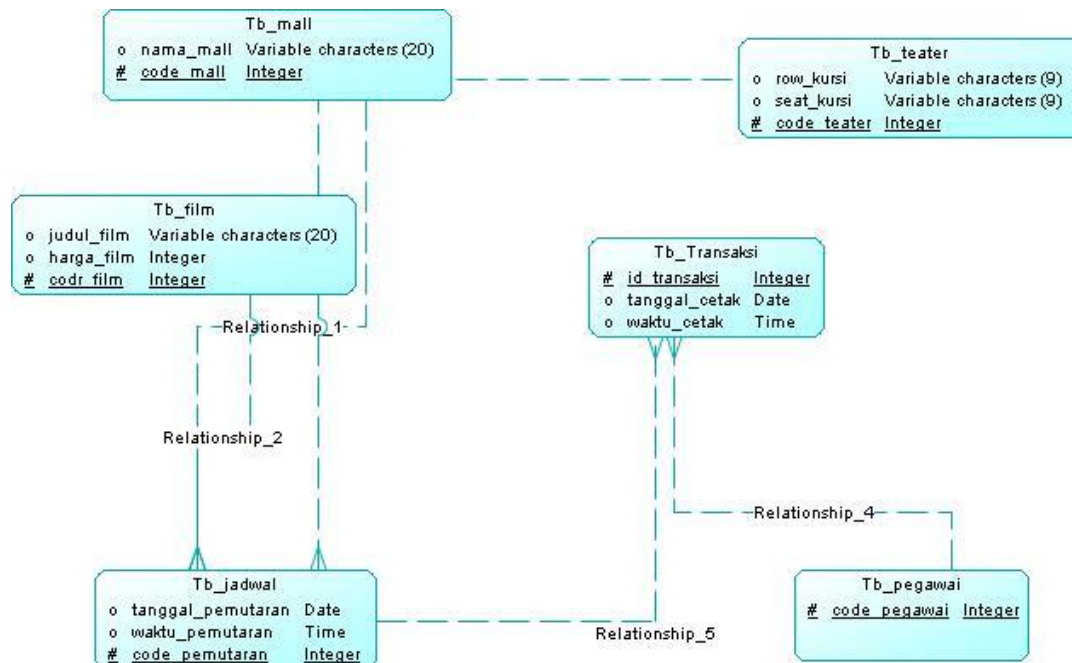 Tb_mall
o nama_mall Variable characters (20)
# code_mall Integer
Tb_teater
o row_kursi Variable characters (9)
o seat_kursi Variable characters (9)
# code_teater Integer
Tb_film
o judul_film Variable characters (20)
o harga_film Integer
# codr_film Integer
Tb_Transaksi
# id_transaksi Integer
o tanggal_cetak Date
o waktu_cetak Time
Relationship_1
Relationship_2
Relationship_4
Tb_jadwal
o tanggal_pemutaran Date
o waktu_pemutaran Time
# code_pemutaran Integer
Tb_pegawai
# code_pegawai Integer
Relationship_5